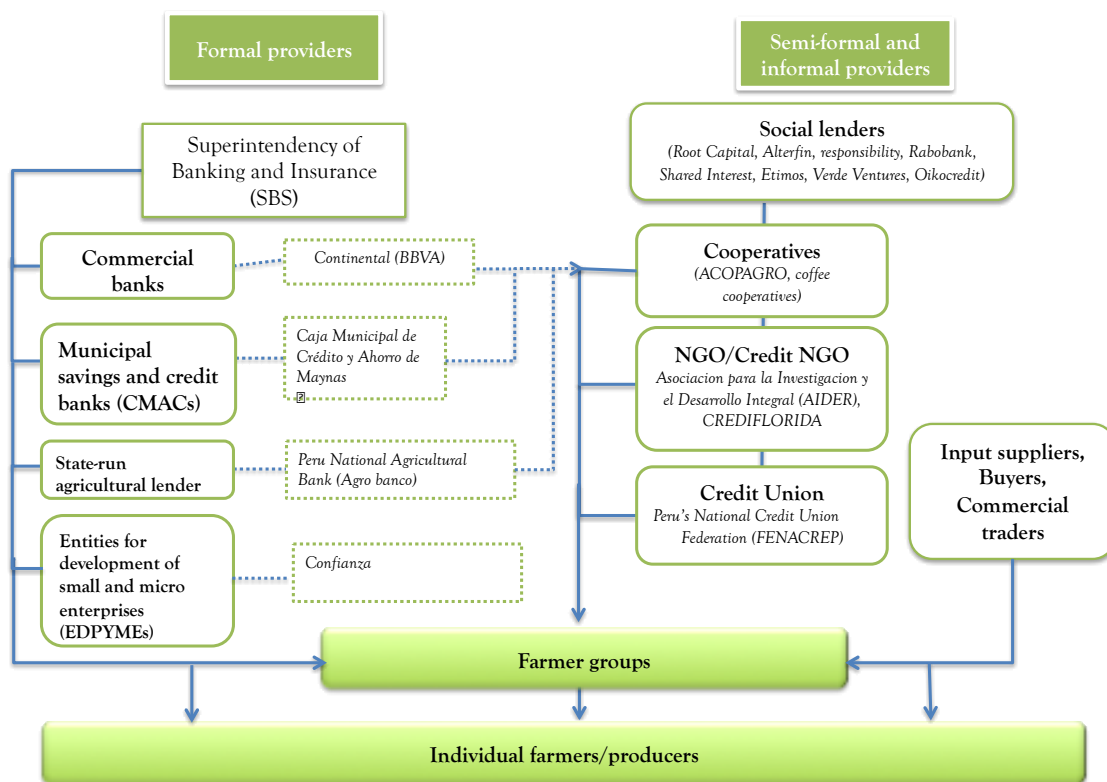 Formal providers
Semi-formal and
informal providers
Superintendency of
Banking and Insurance
(SBS)
Social lenders
(Root Capital, Alterfin, responsibility, Rabobank,
Shared Interest, Etimos, Verde Ventures, Oikocredit)
Commercial
banks
Continental (BBVA)
Cooperatives
(ACOPAGRO, coffee
cooperatives)
Municipal
savings and credit
banks (CMACs)
Caja Municipal de
Crédito y Ahorro de
Maynas
NGO/Credit NGO
Asociacion para la Investigacion y
el Desarrollo Integral (AIDER),
CREDIFLORIDA
State-run
agricultural lender
Peru National Agricultural
Bank (Agro banco)
Credit Union
Peru's National Credit Union
Federation (FENACREP)
Input suppliers,
Buyers,
Commercial
traders
Entities for
development of
small and micro
enterprises
(EDPYMEs)
Confianza
Farmer groups
Individual farmers/producers